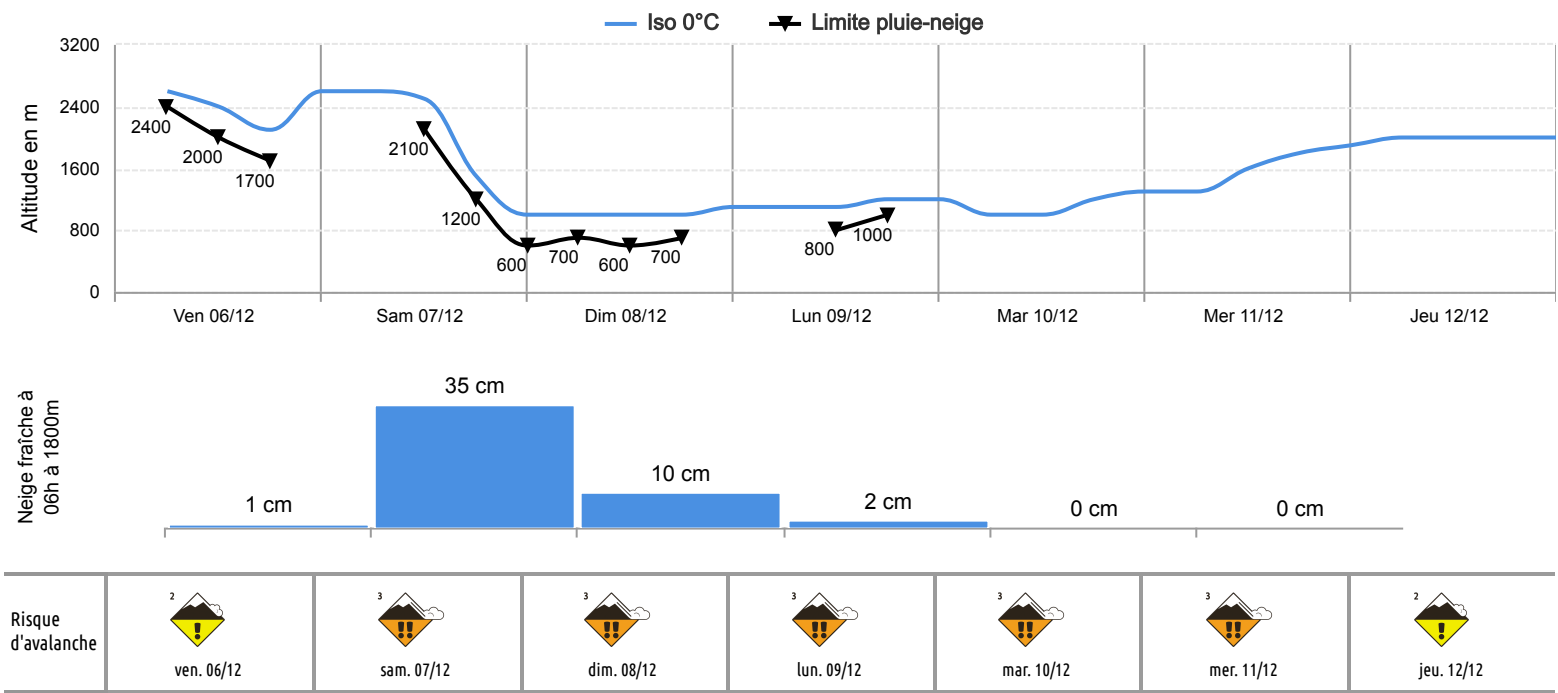 Iso 0°C Limite pluie-neige
Altitude en m
3200
2400
1600
800
0
2400
2000
1700
2100
1200
600
700
600
700
800
1000
Ven 06/12 Sam 07/12 Dim 08/12 Lun 09/12 Mar 10/12 Mer 11/12 Jeu 12/12
Neige fraîche à
06h à 1800m
1 cm 35 cm 10 cm 2 cm 0 cm 0 cm
Risque
d'avalanche
2 3 3 3 3 3 2
! !! !! !! !! !! !
ven. 06/12 sam. 07/12 dim. 08/12 lun. 09/12 mar. 10/12 mer. 11/12 jeu. 12/12